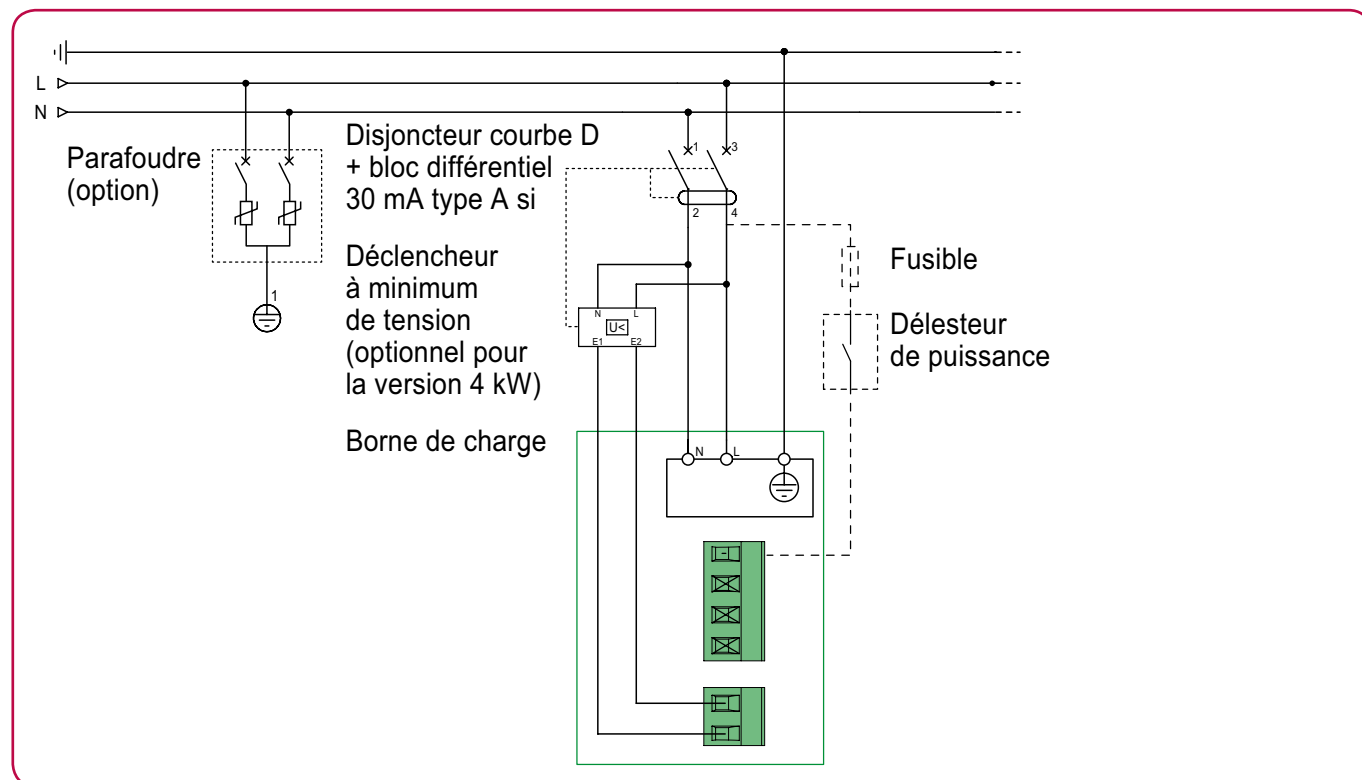 L
N
Parafoudre
(option)
1
Disjoncteur courbe D
+ bloc différentiel
30 mA type A si
1
3
2
4
Déclencheur
à minimum
de tension
(optionnel pour
la version 4 kW)
N
L
U<
E1
E2
Fusible
Délesteur
de puissance
Borne de charge
N
L